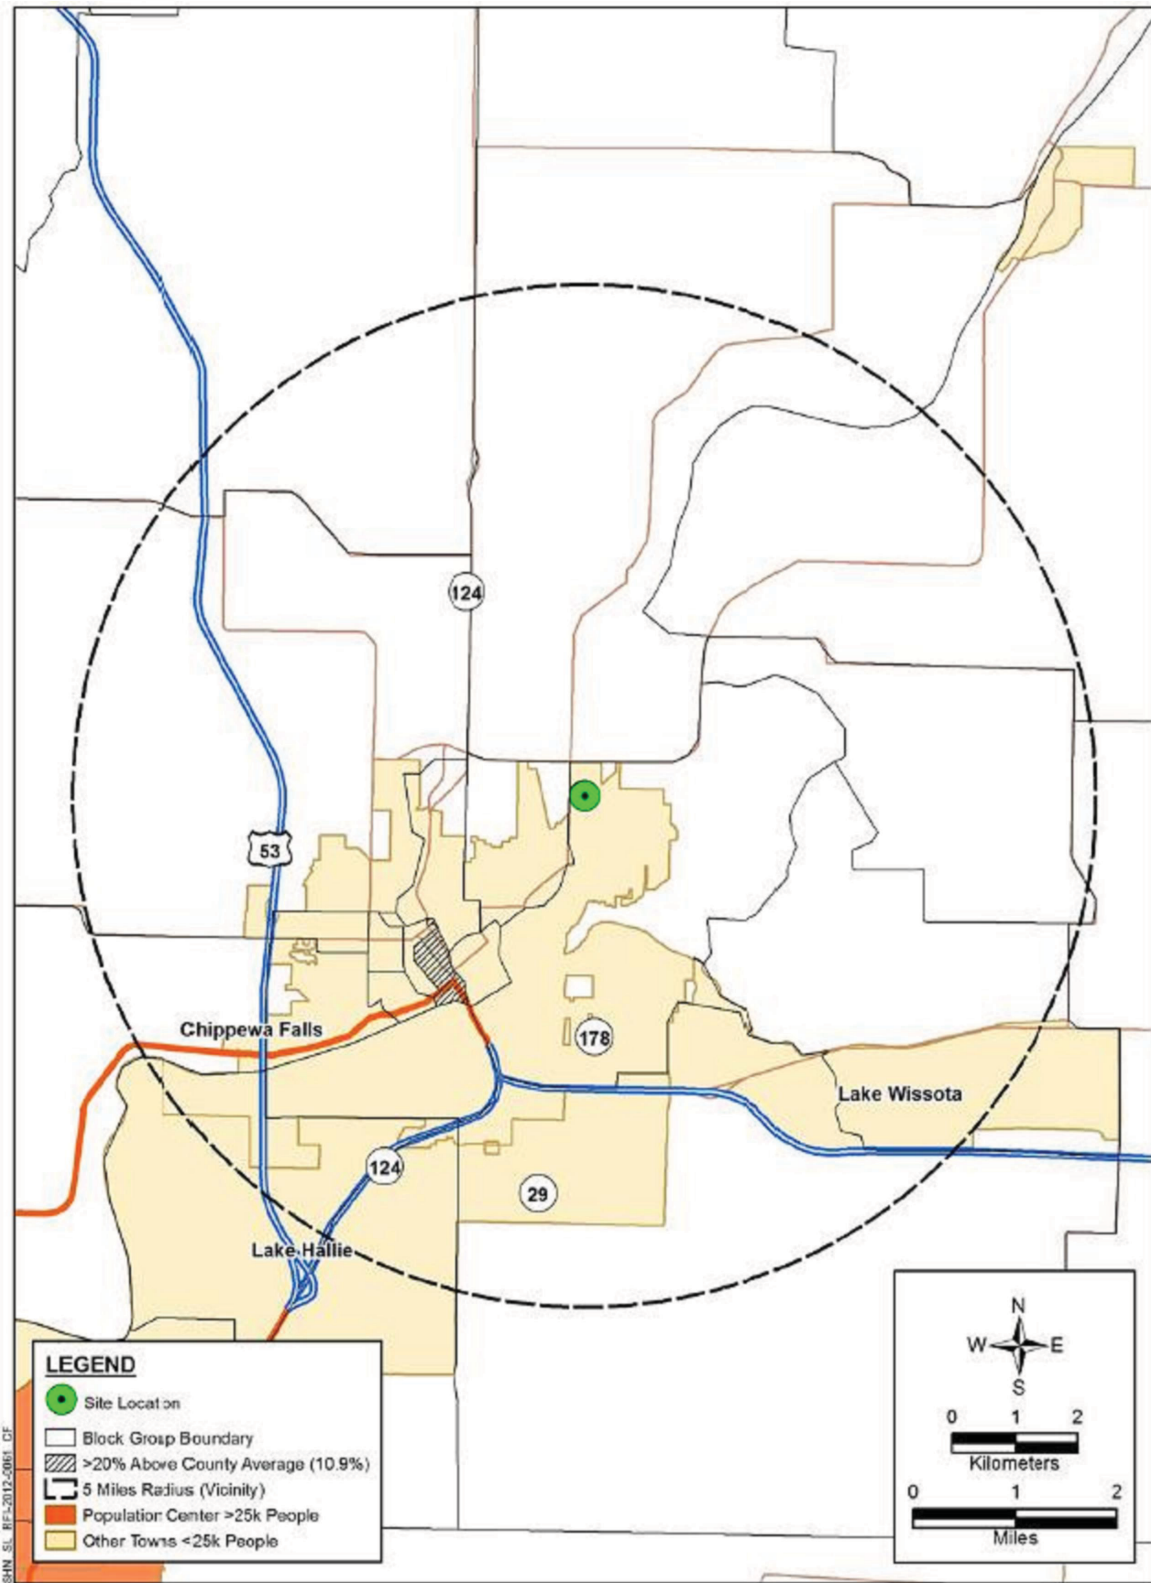 124
53
Chippewa Falls
178
Lake Wissota
124
29
Lake Hallie
LEGEND
Site Location
Block Group Boundary
>20% Above County Average (10.9%)
5 Miles Radius (Vicinity)
Population Center >25k People
Other Towns <25k People
N
W E
S
0 1 2
Kilometers
0 1 2
Miles